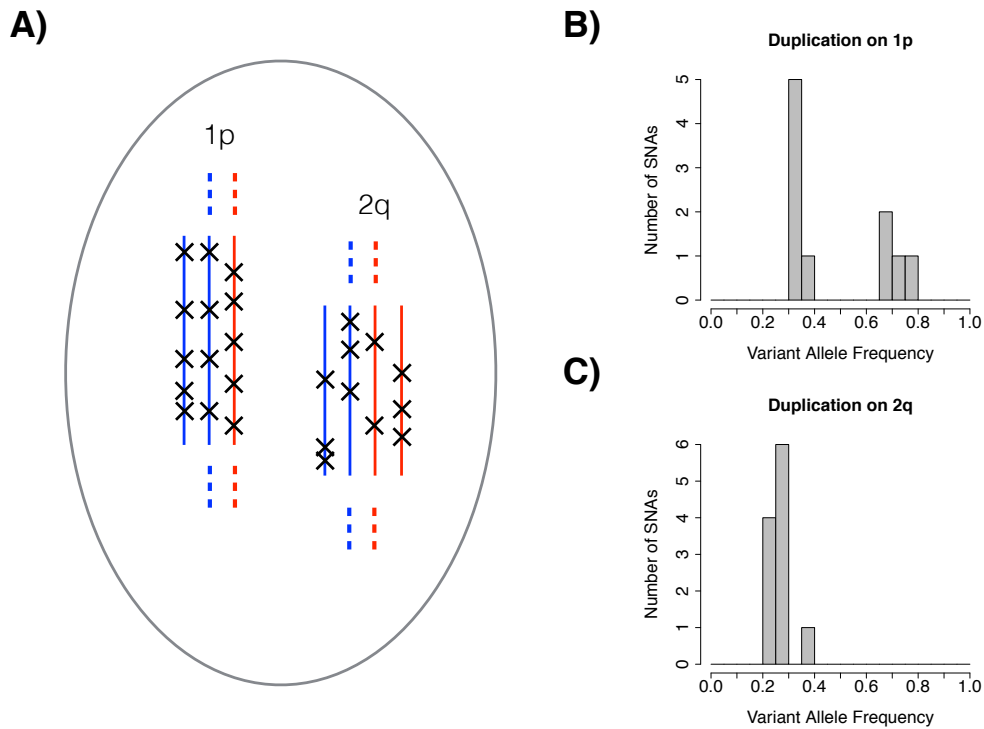 A)
1p
2q
B)
Duplication on 1p
Number of SNAs
0
1
2
3
4
5
0.0 0.2 0.4 0.6 0.8 1.0
Variant Allele Frequency
C)
Duplication on 2q
Number of SNAs
0
1
2
3
4
5
6
0.0 0.2 0.4 0.6 0.8 1.0
Variant Allele Frequency